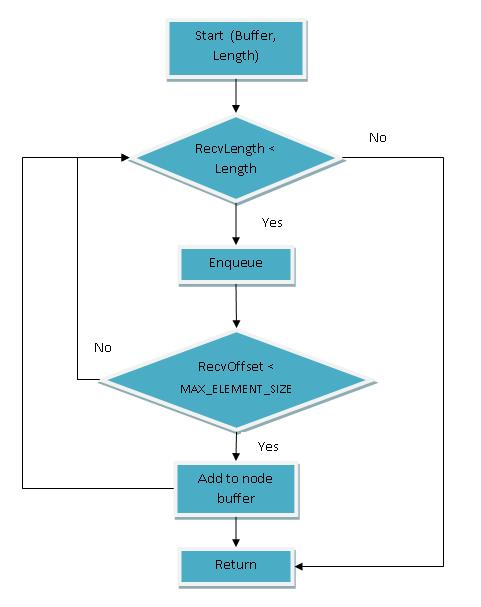 Start (Buffer,
Length)
RecvLength <
Length
No
Yes
Enqueue
No
RecvOffset <
MAX_ELEMENT_SIZE
Yes
Add to node
buffer
Return